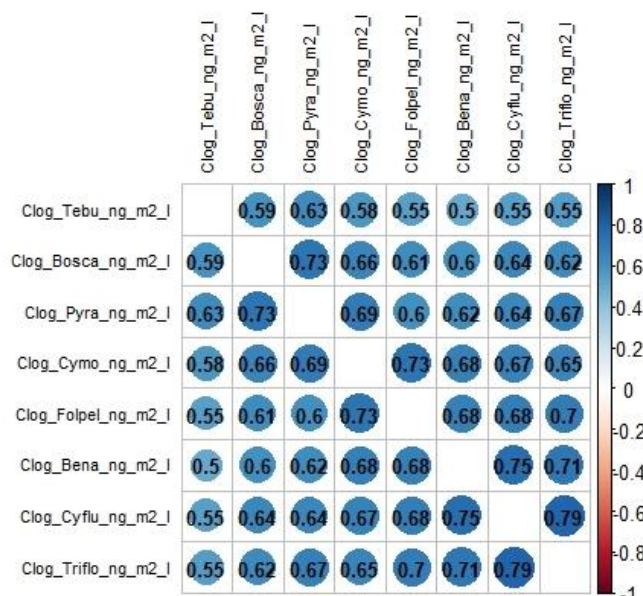 Clog_Tebu_ng_m2_l
Clog_Bosca_ng_m2_l
Clog_Pyra_ng_m2_l
Clog_Cymo_ng_m2_l
Clog_Folpel_ng_m2_l
Clog_Bena_ng_m2_l
Clog_Cyflu_ng_m2_l
Clog_Triflo_ng_m2_l
Clog_Tebu_ng_m2_l 0.59 0.63 0.58 0.55 0.5 0.55 0.55
Clog_Bosca_ng_m2_l 0.59 0.73 0.66 0.61 0.6 0.64 0.62
Clog_Pyra_ng_m2_l 0.63 0.73 0.69 0.6 0.62 0.64 0.67
Clog_Cymo_ng_m2_l 0.58 0.66 0.69 0.73 0.68 0.67 0.65
Clog_Folpel_ng_m2_l 0.55 0.61 0.6 0.73 0.68 0.68 0.7
Clog_Bena_ng_m2_l 0.5 0.6 0.62 0.68 0.68 0.75 0.71
Clog_Cyflu_ng_m2_l 0.55 0.64 0.64 0.67 0.68 0.75 0.79
Clog_Triflo_ng_m2_l 0.55 0.62 0.67 0.65 0.7 0.71 0.79
1
0.8
0.6
0.4
0.2
0
-0.2
-0.4
-0.6
-0.8
-1